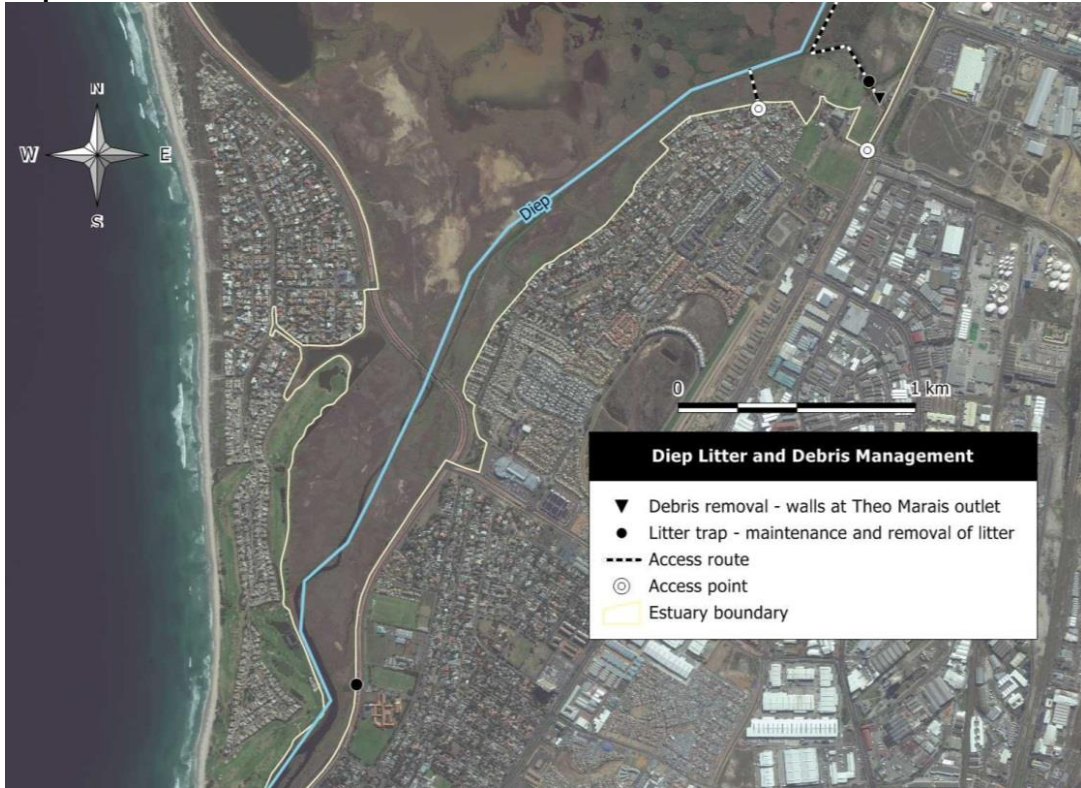 N
W E
S
Diep
0 1 km
Diep Litter and Debris Management
Debris removal - walls at Theo Marais outlet
Litter trap - maintenance and removal of litter
Access route
Access point
Estuary boundary